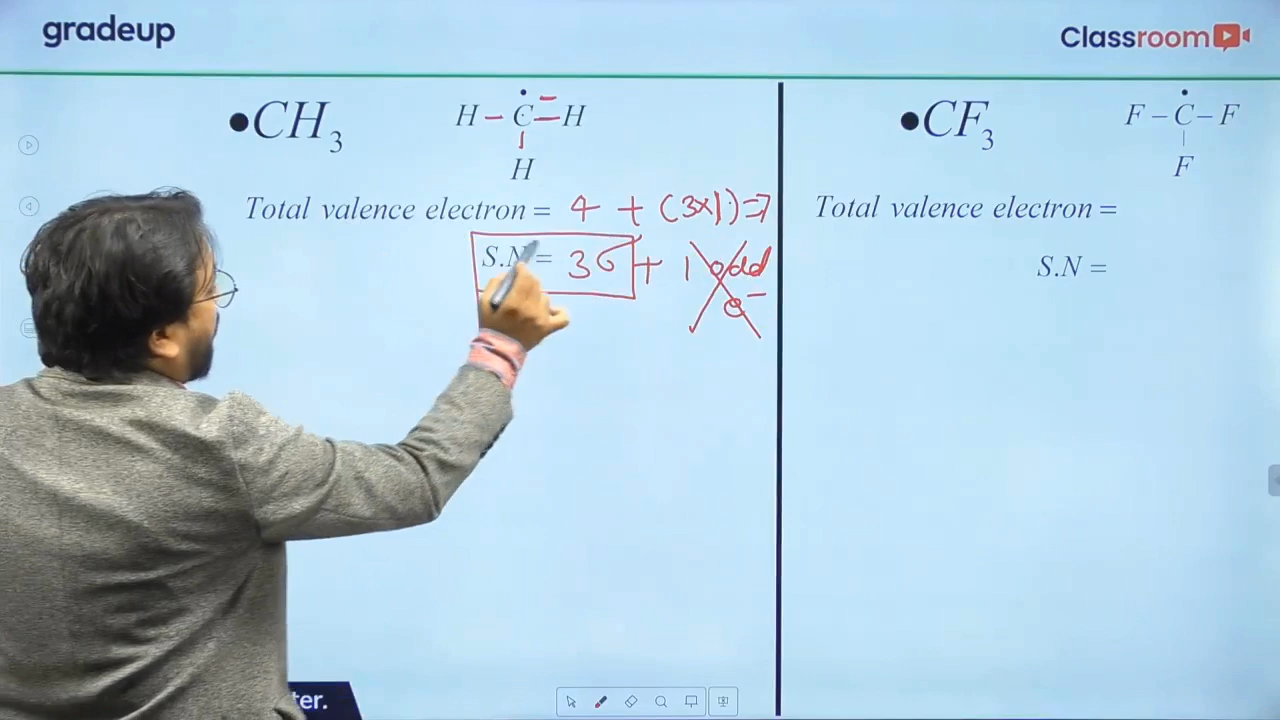 gradeup
Classroom
•CH₃
H – Ċ = H
H
Total valence electron = 4 + (3×1) = 7
S.N = 3σ + 1 odd
e⁻
•CF₃
F – Ċ – F
F
Total valence electron =
S.N =
ter.